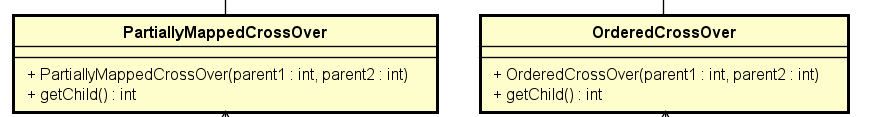 PartiallyMappedCrossOver
+ PartiallyMappedCrossOver(parent1 : int, parent2 : int)
+ getChild() : int
OrderedCrossOver
+ OrderedCrossOver(parent1 : int, parent2 : int)
+ getChild() : int